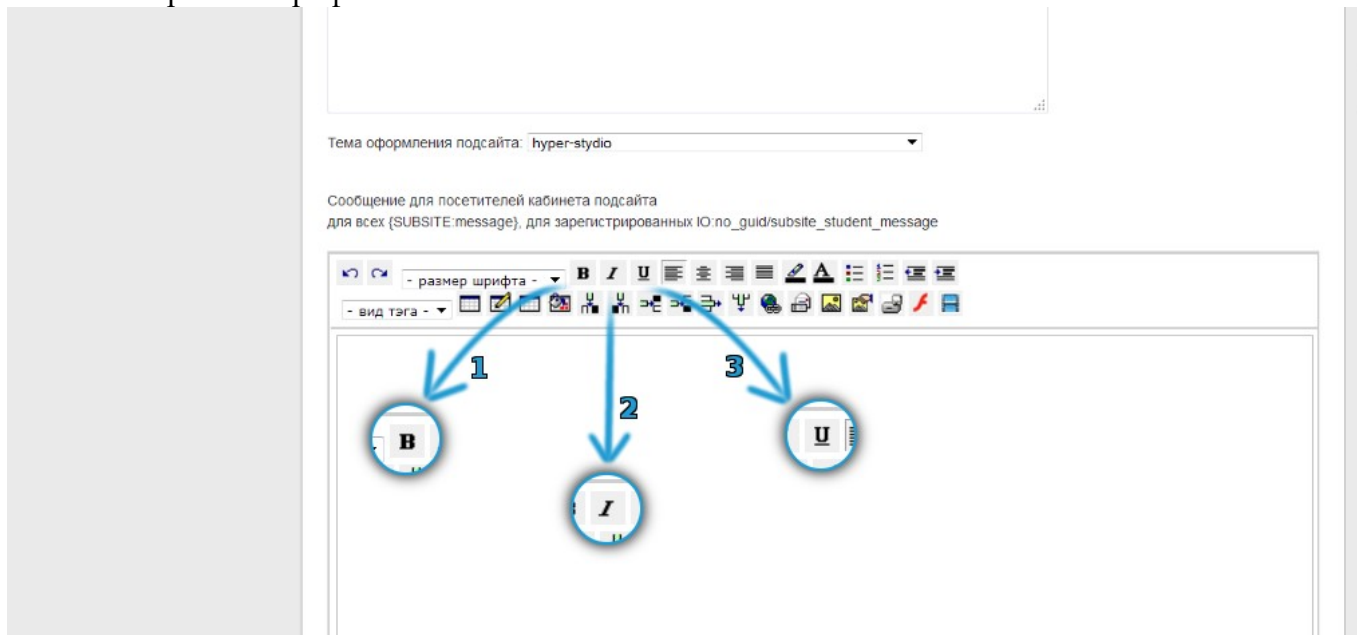 Тема оформления подсайта: hyper-stydio
Сообщение для посетителей кабинета подсайта
для всех {SUBSITE:message}, для зарегистрированных IO:no_guid/subsite_student_message
- размер шрифта - B I U A
- вид тэга -
1
3
2
B
U
I